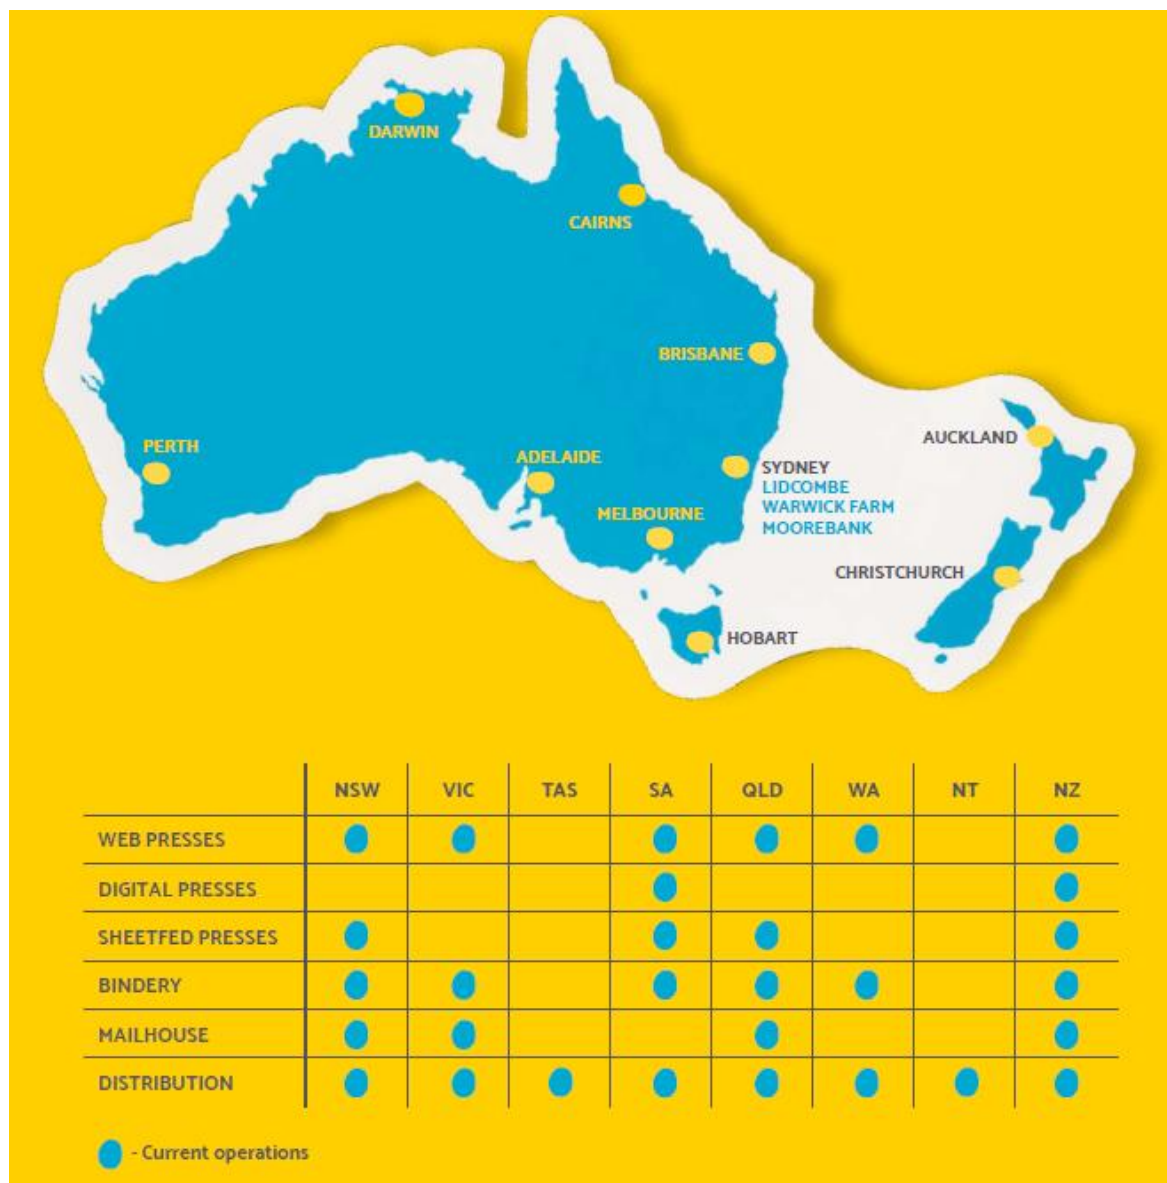 DARWIN
CAIRNS
BRISBANE
PERTH
ADELAIDE
AUCKLAND
SYDNEY
LIDCOMBE
WARWICK FARM
MOOREBANK
MELBOURNE
CHRISTCHURCH
HOBART
NSW VIC TAS SA QLD WA NT NZ
WEB PRESSES
DIGITAL PRESSES
SHEETFED PRESSES
BINDERY
MAILHOUSE
DISTRIBUTION
- Current operations